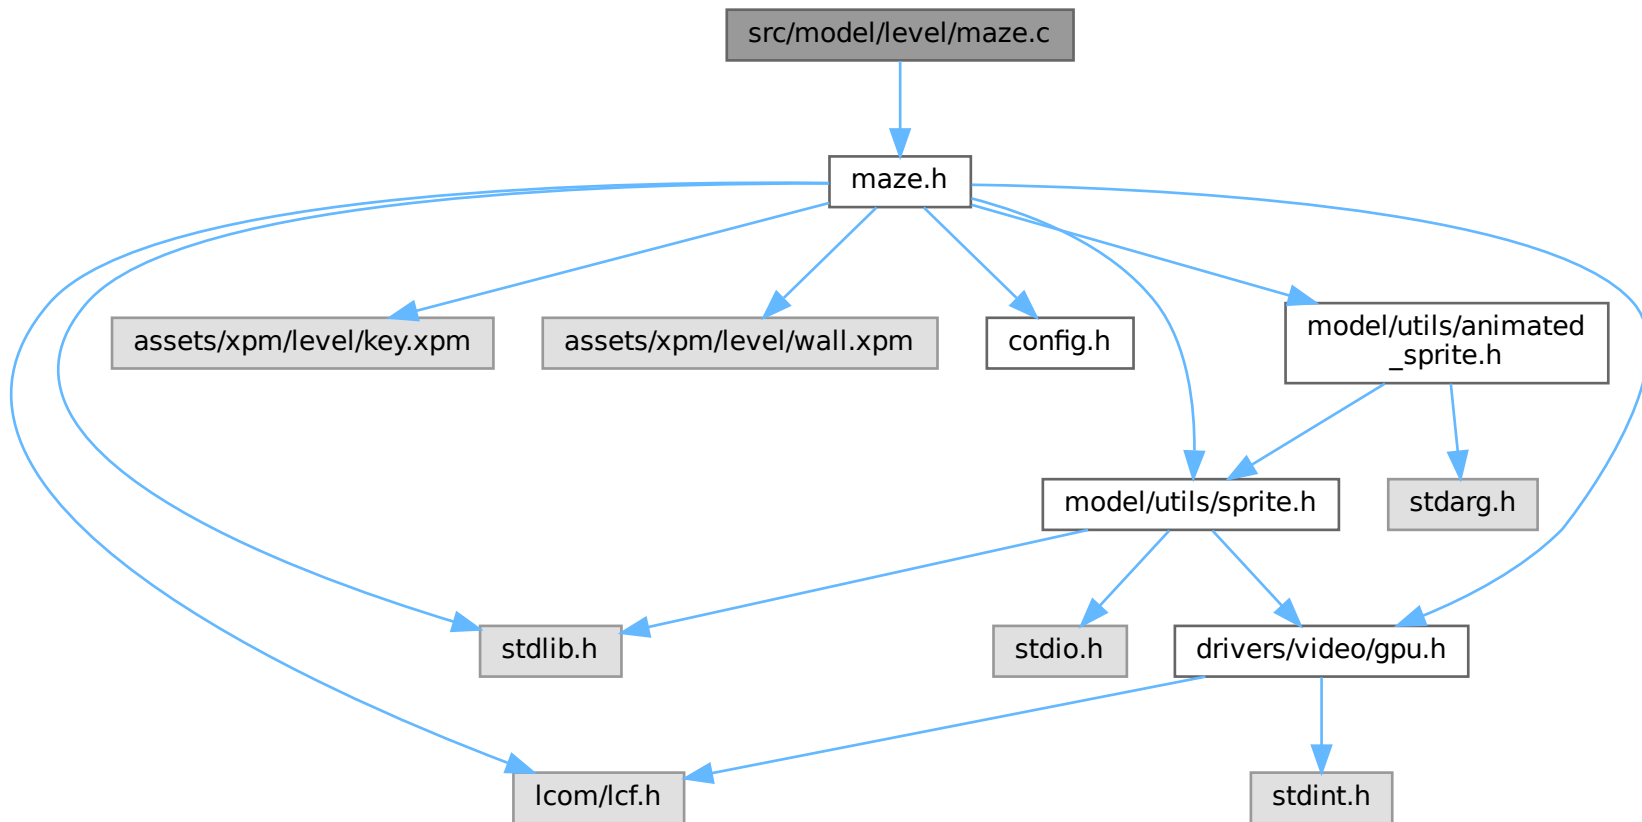 src/model/level/maze.c
maze.h
assets/xpm/level/key.xpm
assets/xpm/level/wall.xpm
config.h
model/utils/animated
_sprite.h
model/utils/sprite.h
stdarg.h
stdlib.h
stdio.h
drivers/video/gpu.h
lcom/lcf.h
stdint.h